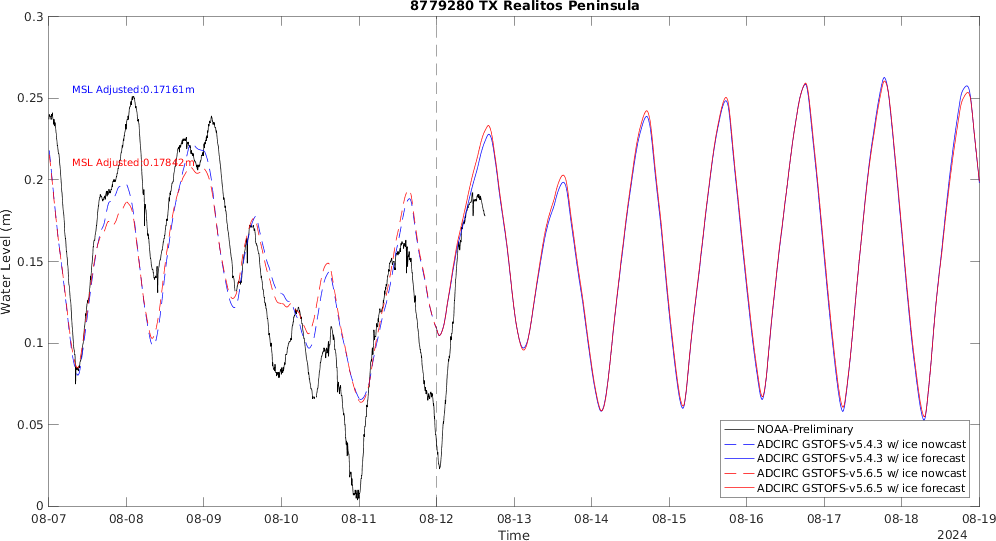 8779280 TX Realitos Peninsula
0.3
0.25
0.2
0.15
0.1
0.05
0
Water Level (m)
MSL Adjusted:0.17161m
MSL Adjusted:0.17842m
NOAA-Preliminary
ADCIRC GSTOFS-v5.4.3 w/ ice nowcast
ADCIRC GSTOFS-v5.4.3 w/ ice forecast
ADCIRC GSTOFS-v5.6.5 w/ ice nowcast
ADCIRC GSTOFS-v5.6.5 w/ ice forecast
08-07 08-08 08-09 08-10 08-11 08-12 08-13 08-14 08-15 08-16 08-17 08-18 08-19
Time
2024